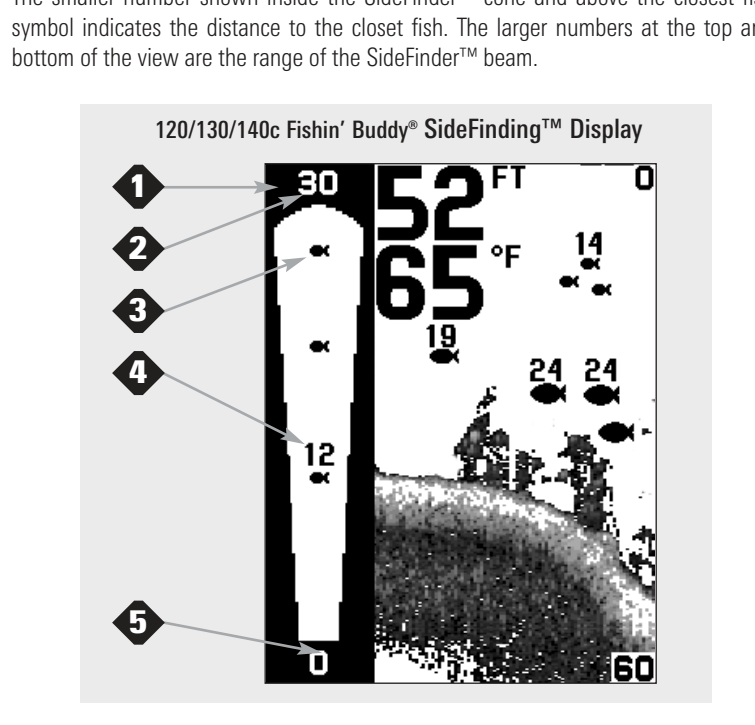 The smaller number shown inside the SideFinder™ cone and above the closest
symbol indicates the distance to the closet fish. The larger numbers at the top
bottom of the view are the range of the SideFinder™ beam.
120/130/140c Fishin' Buddy® SideFinding™ Display
1
30
52 FT
0
2
14
65 °F
3
19
4
24 24
12
5
0
60